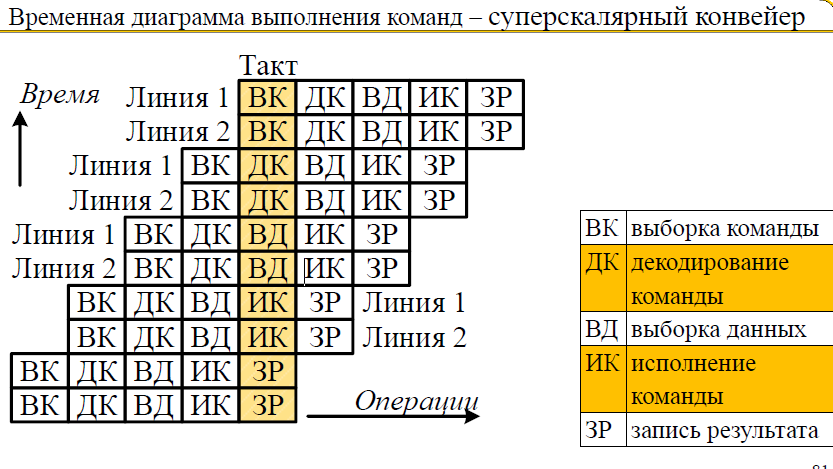 Временная диаграмма выполнения команд – суперскалярный конвейер
Такт
Время
Линия 1 ВК ДК ВД ИК ЗР
Линия 2 ВК ДК ВД ИК ЗР
Линия 1 ВК ДК ВД ИК ЗР
Линия 2 ВК ДК ВД ИК ЗР
Линия 1 ВК ДК ВД ИК ЗР
Линия 2 ВК ДК ВД ИК ЗР
ВК ДК ВД ИК ЗР Линия 1
ВК ДК ВД ИК ЗР Линия 2
ВК ДК ВД ИК ЗР
ВК ДК ВД ИК ЗР
Операции
ВК выборка команды
ДК декодирование
команды
ВД выборка данных
ИК исполнение
команды
ЗР запись результата